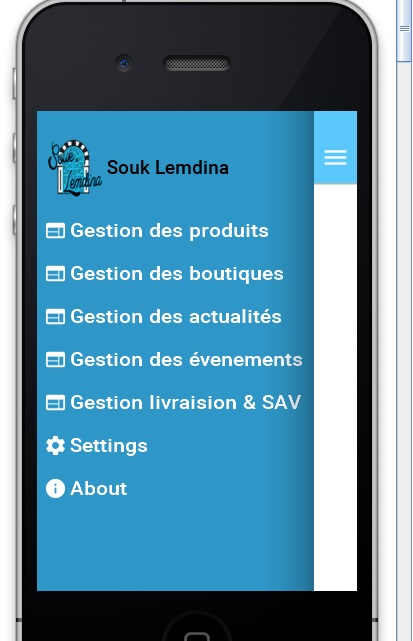 Souk
Lemdina
Souk Lemdina
Gestion des produits
Gestion des boutiques
Gestion des actualités
Gestion des évenements
Gestion livraision & SAV
Settings
About